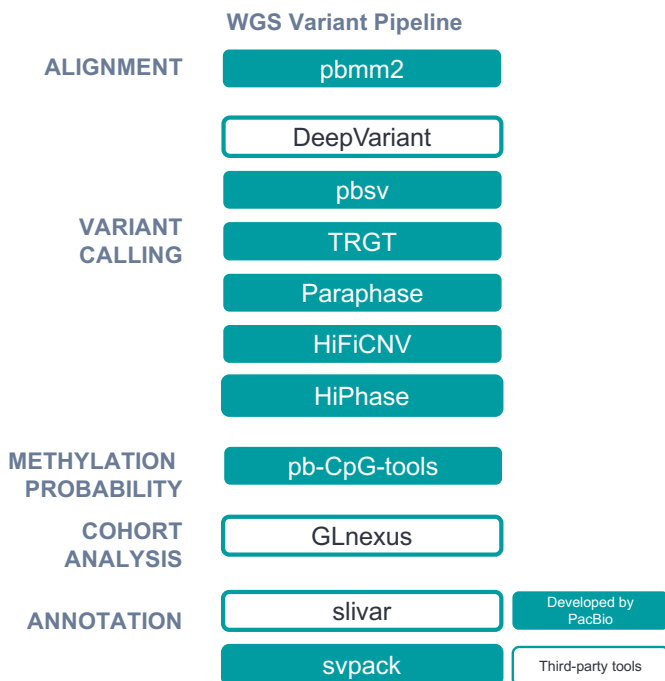 WGS Variant Pipeline
ALIGNMENT
pbmm2
DeepVariant
pbsv
VARIANT
CALLING
TRGT
Paraphase
HiFiCNV
HiPhase
METHYLATION
PROBABILITY
pb-CpG-tools
COHORT
ANALYSIS
GLnexus
ANNOTATION
slivar
Developed by
PacBio
svpack
Third-party tools